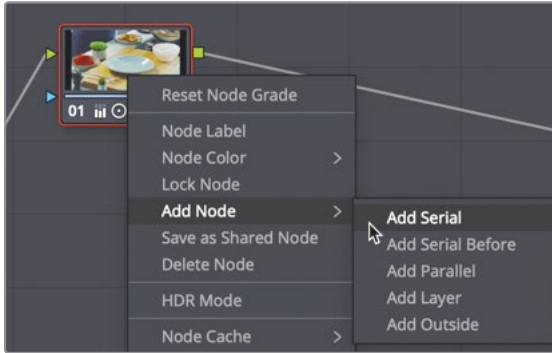 01
Reset Node Grade
Node Label
Node Color >
Lock Node
Add Node >
Save as Shared Node
Delete Node
HDR Mode
Node Cache >
Add Serial
Add Serial Before
Add Parallel
Add Layer
Add Outside